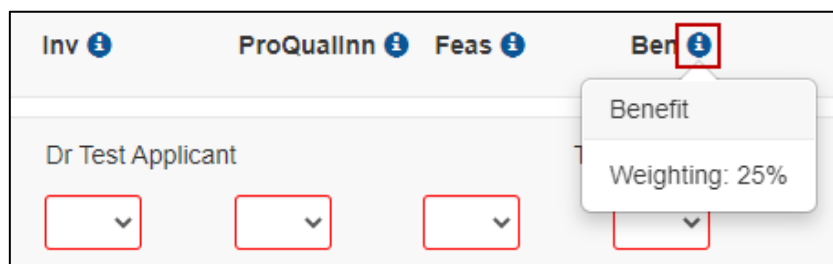 Inv ProQualInn Feas Ben
Benefit
Dr Test Applicant T
Weighting: 25%